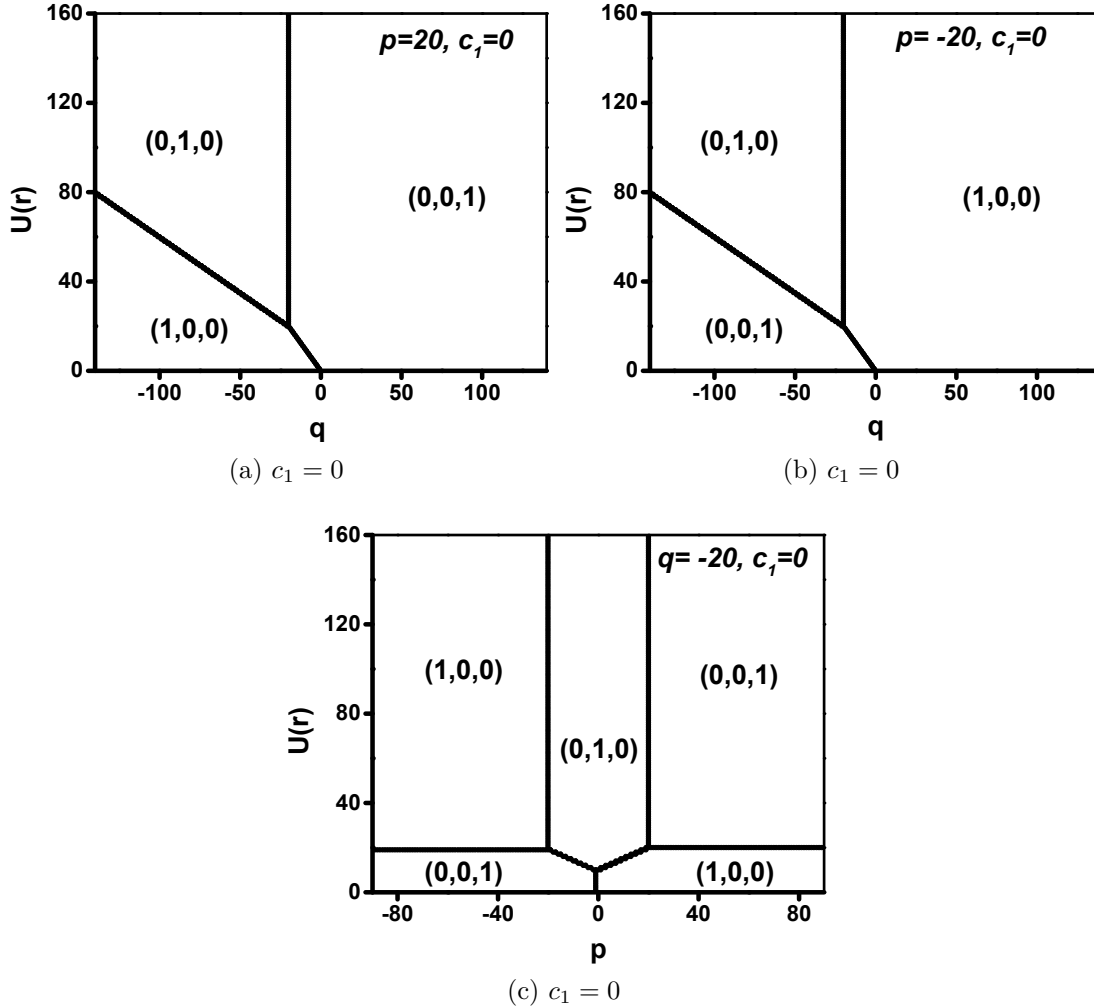 160
120
80
40
0
U(r)
p=20, c₁=0
(0,1,0)
(0,0,1)
(1,0,0)
-100 -50 0 50 100
q
(a) c₁ = 0
160
120
80
40
0
U(r)
p= -20, c₁=0
(0,1,0)
(1,0,0)
(0,0,1)
-100 -50 0 50 100
q
(b) c₁ = 0
160
120
80
40
0
U(r)
q= -20, c₁=0
(1,0,0)
(0,0,1)
(0,1,0)
(0,0,1)
(1,0,0)
-80 -40 0 40 80
p
(c) c₁ = 0